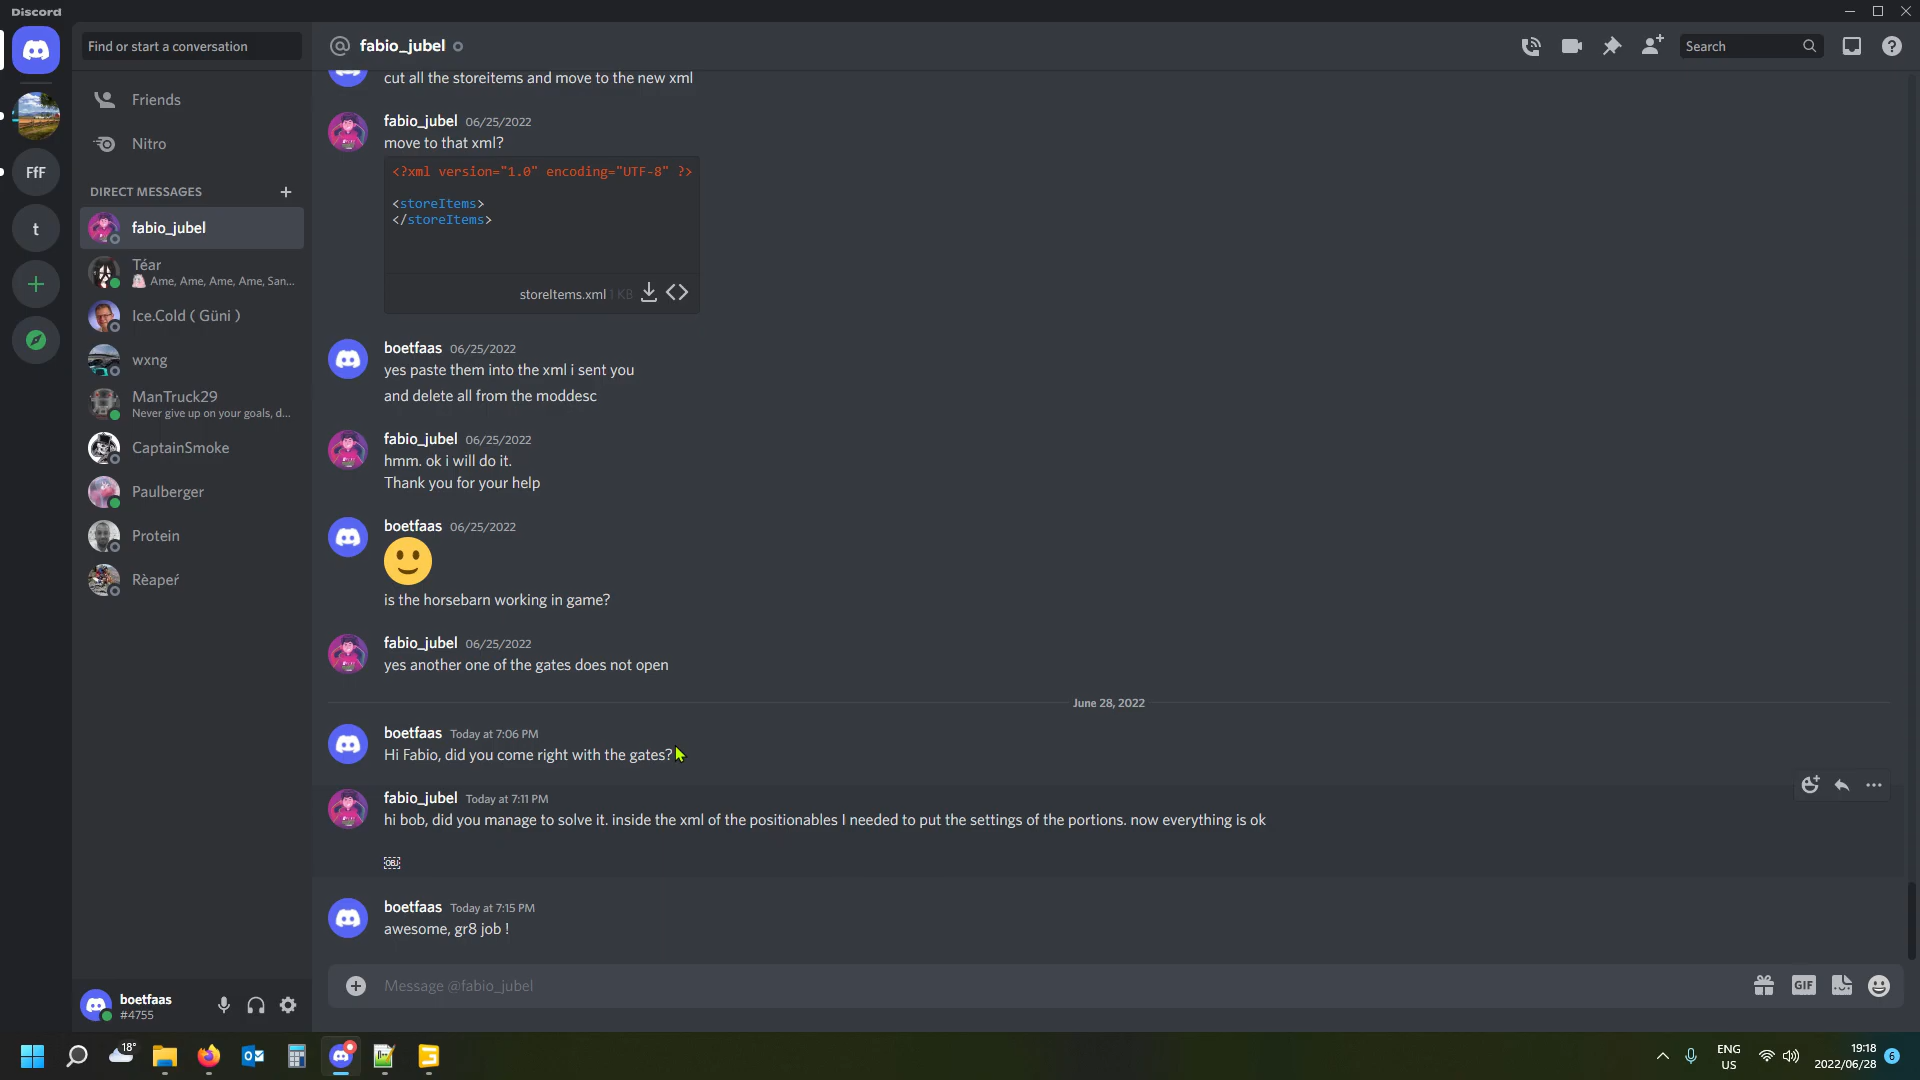 Discord
Find or start a conversation
Friends
Nitro
DIRECT MESSAGES
fabio_jubel
Téar
Ame, Ame, Ame, Ame, San...
Ice.Cold ( Güni )
wxng
ManTruck29
Never give up on your goals, d...
CaptainSmoke
Paulberger
Protein
Rèapeŕ
FfF
t
boetfaas
#4755
fabio_jubel
Search
cut all the storeitems and move to the new xml
fabio_jubel 06/25/2022
move to that xml?
<?xml version="1.0" encoding="UTF-8" ?>
<storeItems>
</storeItems>
storeItems.xml 1 KB
boetfaas 06/25/2022
yes paste them into the xml i sent you
and delete all from the moddesc
fabio_jubel 06/25/2022
hmm. ok i will do it.
Thank you for your help
boetfaas 06/25/2022
is the horsebarn working in game?
fabio_jubel 06/25/2022
yes another one of the gates does not open
June 28, 2022
boetfaas Today at 7:06 PM
Hi Fabio, did you come right with the gates?
fabio_jubel Today at 7:11 PM
hi bob, did you manage to solve it. inside the xml of the positionables I needed to put the settings of the portions. now everything is ok
OBJ
boetfaas Today at 7:15 PM
awesome, gr8 job !
Message @fabio_jubel
GIF
18°
ENG
US
19:18
2022/06/28
6